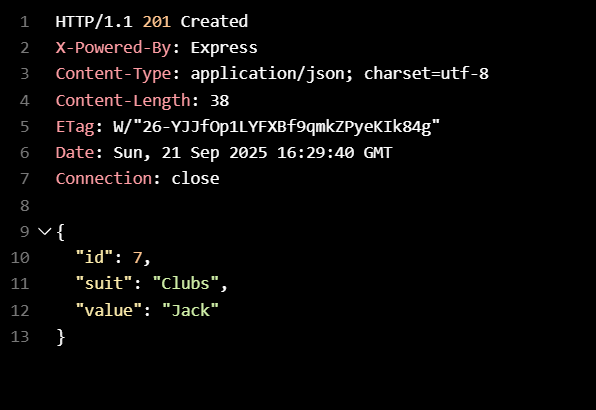 1 HTTP/1.1 201 Created
2 X-Powered-By: Express
3 Content-Type: application/json; charset=utf-8
4 Content-Length: 38
5 ETag: W/"26-YJJfOp1LYFXBf9qmkZPyeKIk84g"
6 Date: Sun, 21 Sep 2025 16:29:40 GMT
7 Connection: close
8
9 {
10 "id": 7,
11 "suit": "Clubs",
12 "value": "Jack"
13 }